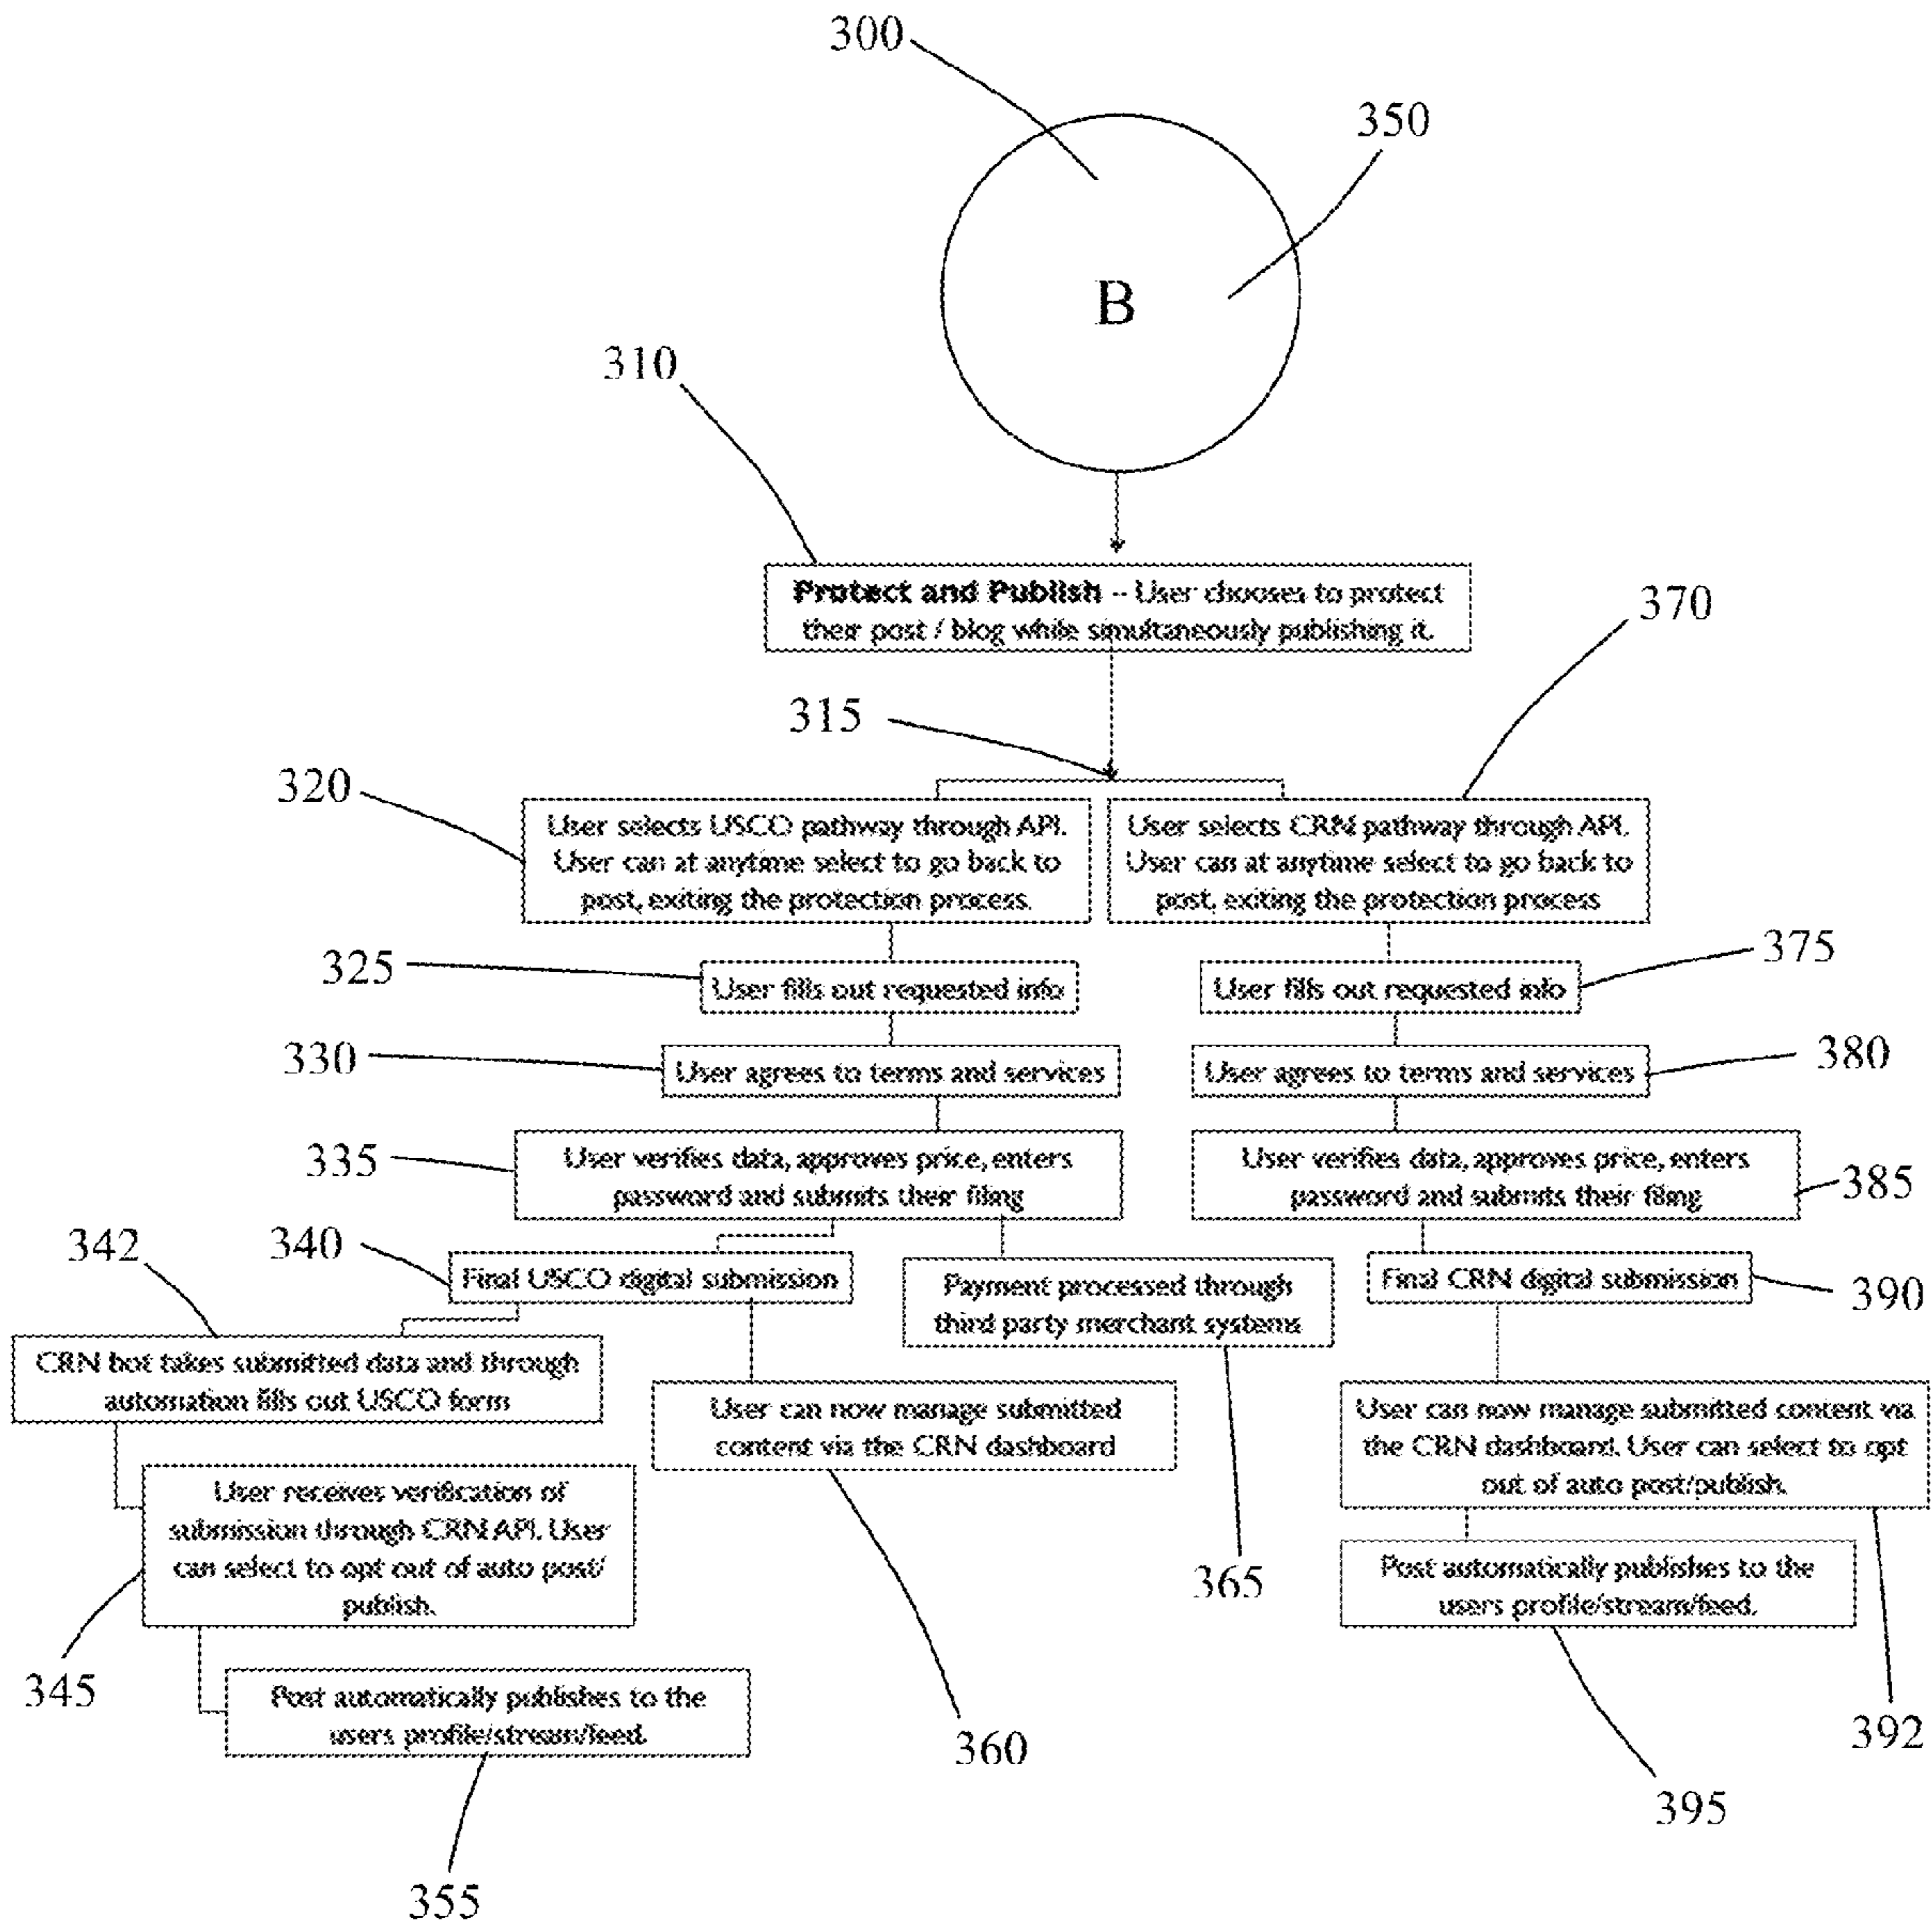 300
350
B
310
Protect and Publish -- User chooses to protect
their post / blog while simultaneously publishing it.
370
315
320
User selects USCO pathway through API.
User can at anytime select to go back to
post, exiting the protection process.
User selects CRN pathway through API.
User can at anytime select to go back to
post, exiting the protection process
325
User fills out requested info
User fills out requested info
375
330
User agrees to terms and services
User agrees to terms and services
380
335
User verifies data, approves price, enters
password and submits their filing
User verifies data, approves price, enters
password and submits their filing
385
342
340
Final USCO digital submission
Payment processed through
third party merchant systems
Final CRN digital submission
390
CRN bot takes submitted data and through
automation fills out USCO form
User can now manage submitted
content via the CRN dashboard
User can now manage submitted content via
the CRN dashboard. User can select to opt
out of auto post/publish.
User receives verification of
submission through CRN API. User
can select to opt out of auto post/
publish.
365
Post automatically publishes to the
users profile/stream/feed.
345
Post automatically publishes to the
users profile/stream/feed.
360
392
395
355